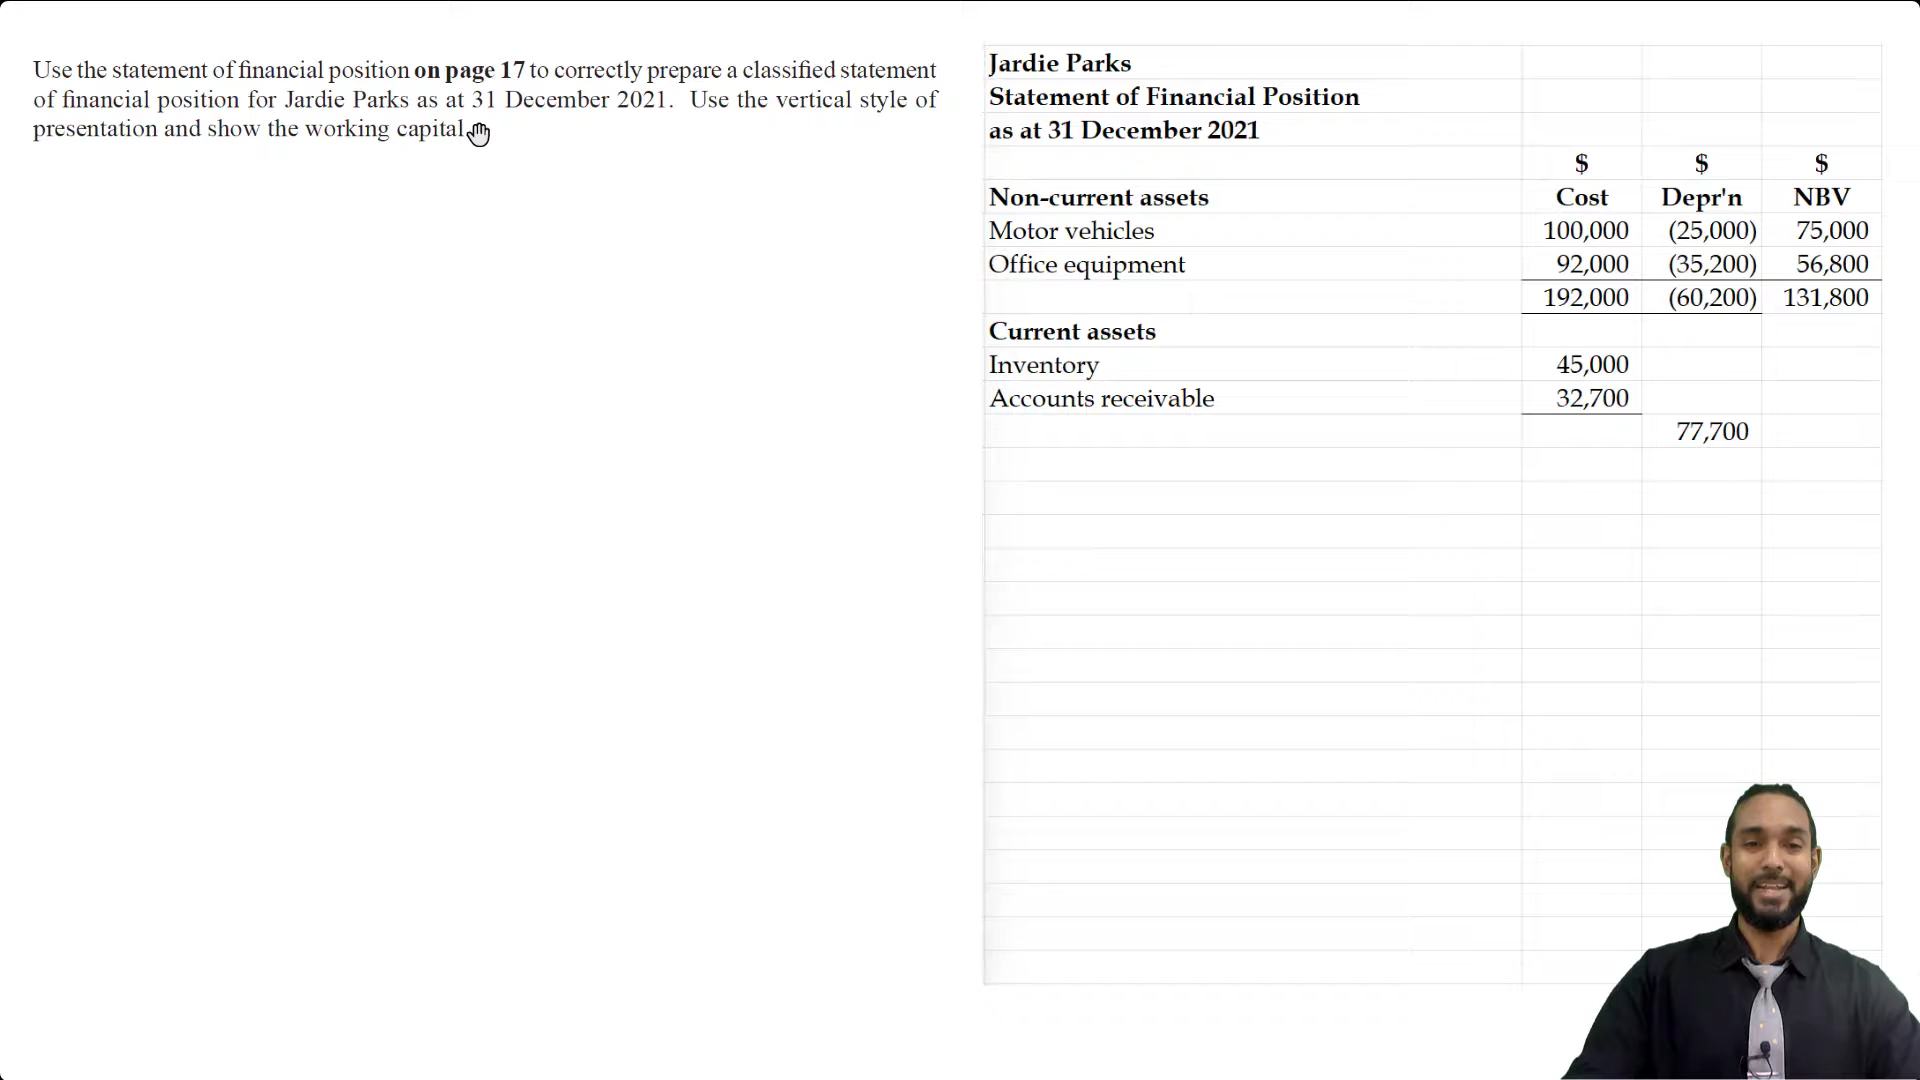 Use the statement of financial position on page 17 to correctly prepare a classified statement
of financial position for Jardie Parks as at 31 December 2021. Use the vertical style of
presentation and show the working capital.
Jardie Parks
Statement of Financial Position
as at 31 December 2021
$ $ $
Non-current assets Cost Depr'n NBV
Motor vehicles 100,000 (25,000) 75,000
Office equipment 92,000 (35,200) 56,800
192,000 (60,200) 131,800
Current assets
Inventory 45,000
Accounts receivable 32,700
77,700